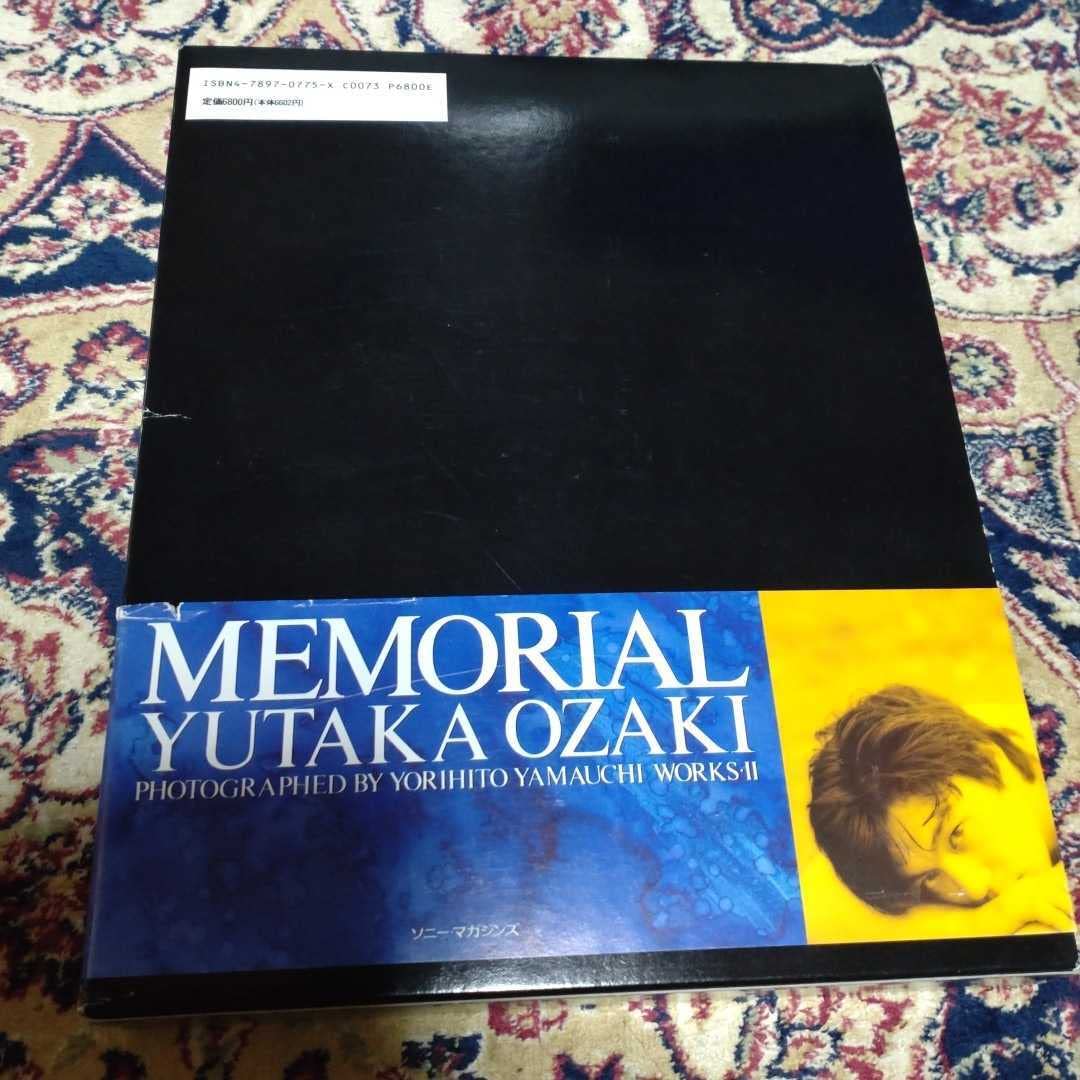 ISBN4-7897-0775-X C0073 P6800E
定価6800円(本体6602円)
MEMORIAL
YUTAKA OZAKI
PHOTOGRAPHED BY YORIHITO YAMAUCHI WORKS·II
ソニー・マガジンズ